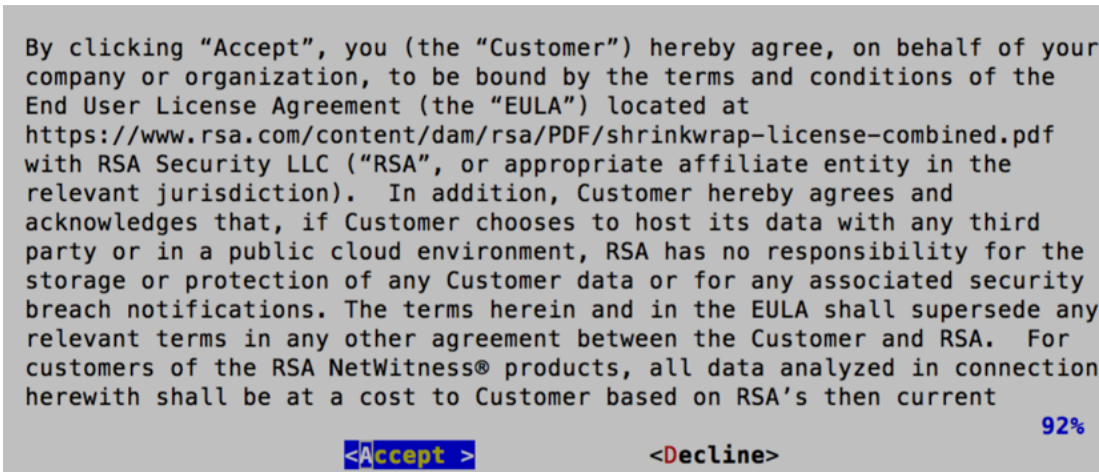 By clicking “Accept”, you (the “Customer”) hereby agree, on behalf of your
company or organization, to be bound by the terms and conditions of the
End User License Agreement (the “EULA”) located at
https://www.rsa.com/content/dam/rsa/PDF/shrinkwrap-license-combined.pdf
with RSA Security LLC (“RSA”, or appropriate affiliate entity in the
relevant jurisdiction).  In addition, Customer hereby agrees and
acknowledges that, if Customer chooses to host its data with any third
party or in a public cloud environment, RSA has no responsibility for the
storage or protection of any Customer data or for any associated security
breach notifications. The terms herein and in the EULA shall supersede any
relevant terms in any other agreement between the Customer and RSA.  For
customers of the RSA NetWitness® products, all data analyzed in connection
herewith shall be at a cost to Customer based on RSA’s then current
92%
<Accept > <Decline>